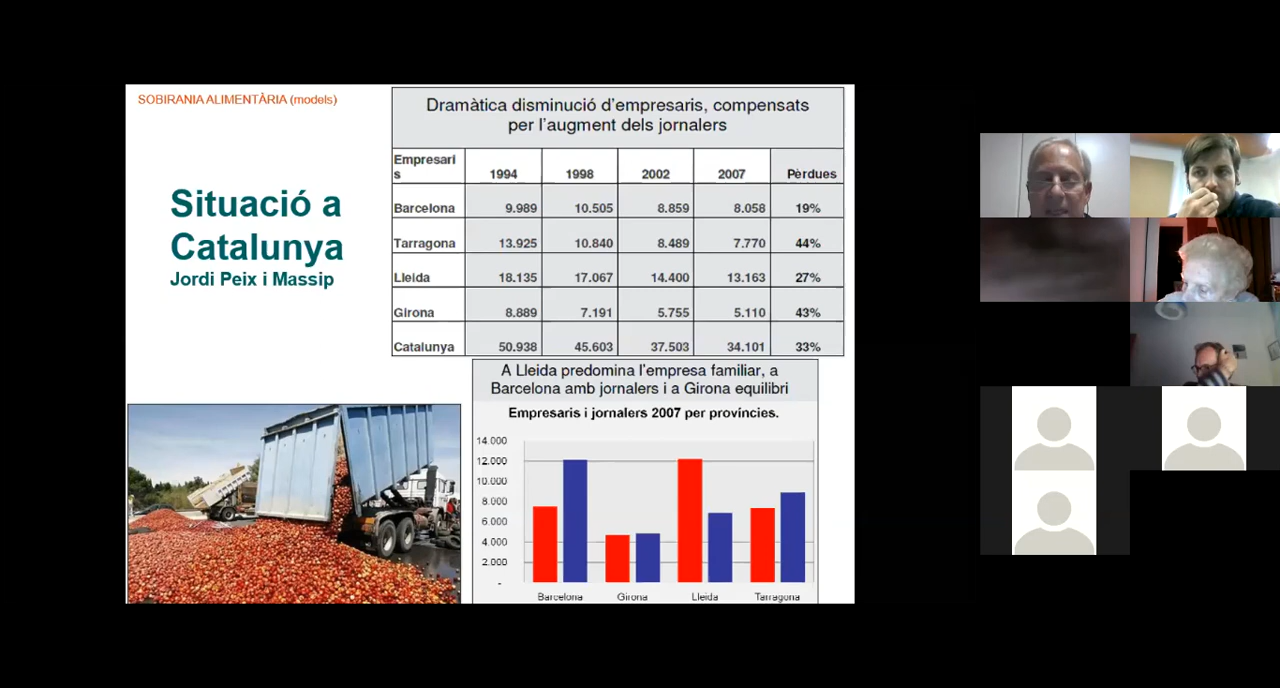 SOBIRANIA ALIMENTÀRIA (models)
Situació a
Catalunya
Jordi Peix i Massip
Dramàtica disminució d'empresaris, compensats
per l'augment dels jornalers
Empresari
s 1994 1998 2002 2007 Pèrdues
Barcelona 9.989 10.505 8.859 8.058 19%
Tarragona 13.925 10.840 8.489 7.770 44%
Lleida 18.135 17.067 14.400 13.163 27%
Girona 8.889 7.191 5.755 5.110 43%
Catalunya 50.938 45.603 37.503 34.101 33%
A Lleida predomina l'empresa familiar, a
Barcelona amb jornalers i a Girona equilibri
Empresaris i jornalers 2007 per províncies.
14.000
12.000
10.000
8.000
6.000
4.000
2.000
-
Barcelona Girona Lleida Tarragona